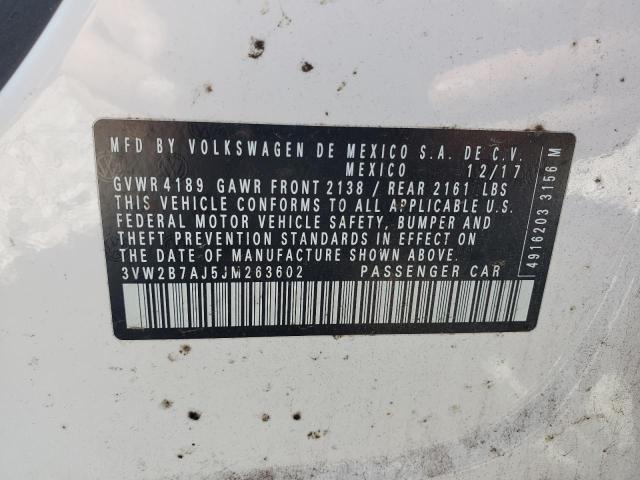 MFD BY VOLKSWAGEN DE MEXICO S.A. DE C.V.
MEXICO 12/17
GVWR 4189 GAWR FRONT 2138 / REAR 2161 LBS
THIS VEHICLE CONFORMS TO ALL APPLICABLE U.S.
FEDERAL MOTOR VEHICLE SAFETY, BUMPER AND
THEFT PREVENTION STANDARDS IN EFFECT ON
THE DATE OF MANUFACTURE SHOWN ABOVE.
3VW2B7AJ5JM263602 PASSENGER CAR
4916203 3156 M